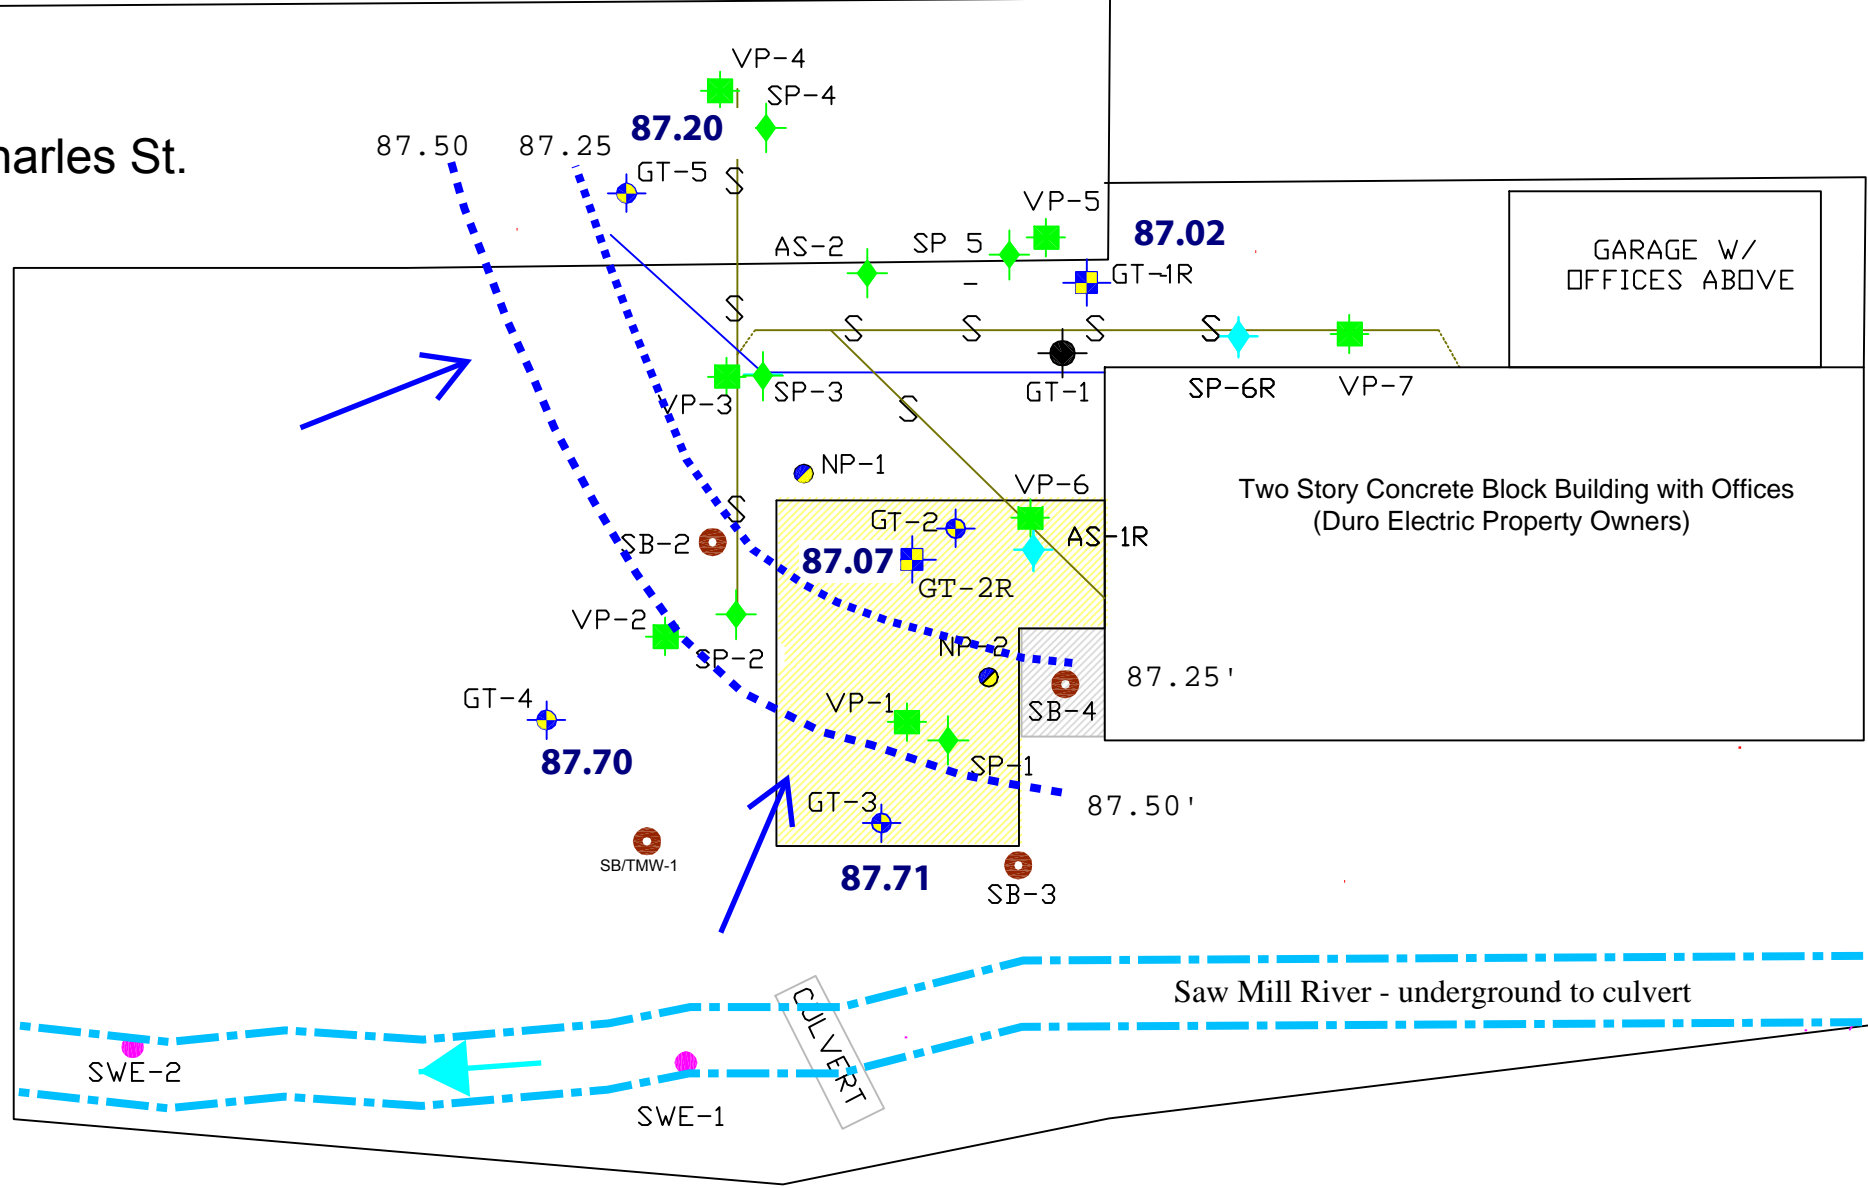 VP-4
SP-4
87.20
harles St.
87.50
87.25
GT-5
S
VP-5
87.02
AS-2
SP 5
-
GT-1R
GARAGE W/
OFFICES ABOVE
S
S
S
S
S
VP-3
SP-3
GT-1
SP-6R
VP-7
S
NP-1
VP-6
Two Story Concrete Block Building with Offices
(Duro Electric Property Owners)
S
GT-2
SB-2
AS-1R
87.07
GT-2R
VP-2
SP-2
NP-2
87.25'
GT-4
VP-1
SB-4
87.70
SP-1
GT-3
87.50'
SB/TMW-1
87.71
SB-3
Saw Mill River - underground to culvert
CULVERT
SWE-2
SWE-1